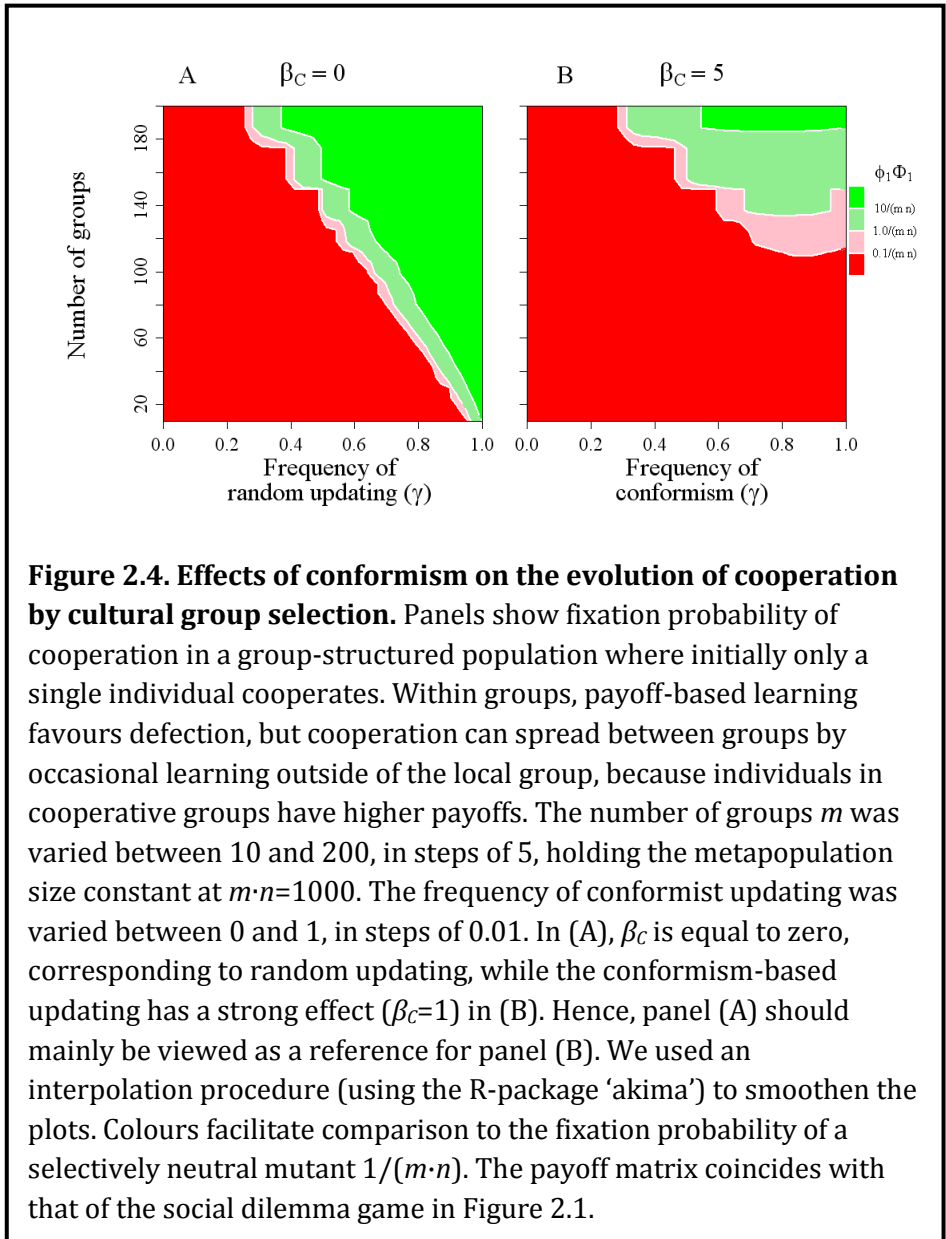 A
β_C = 0
B
β_C = 5
Number of groups
180
140
100
60
20
0.0 0.2 0.4 0.6 0.8 1.0
Frequency of
random updating (γ)
0.0 0.2 0.4 0.6 0.8 1.0
Frequency of
conformism (γ)
ϕ₁Φ₁
10/(m n)
1.0/(m n)
0.1/(m n)
Figure 2.4. Effects of conformism on the evolution of cooperation
by cultural group selection. Panels show fixation probability of
cooperation in a group-structured population where initially only a
single individual cooperates. Within groups, payoff-based learning
favours defection, but cooperation can spread between groups by
occasional learning outside of the local group, because individuals in
cooperative groups have higher payoffs. The number of groups m was
varied between 10 and 200, in steps of 5, holding the metapopulation
size constant at m·n=1000. The frequency of conformist updating was
varied between 0 and 1, in steps of 0.01. In (A), β_C is equal to zero,
corresponding to random updating, while the conformism-based
updating has a strong effect (β_C=1) in (B). Hence, panel (A) should
mainly be viewed as a reference for panel (B). We used an
interpolation procedure (using the R-package ‘akima’) to smoothen the
plots. Colours facilitate comparison to the fixation probability of a
selectively neutral mutant 1/(m·n). The payoff matrix coincides with
that of the social dilemma game in Figure 2.1.